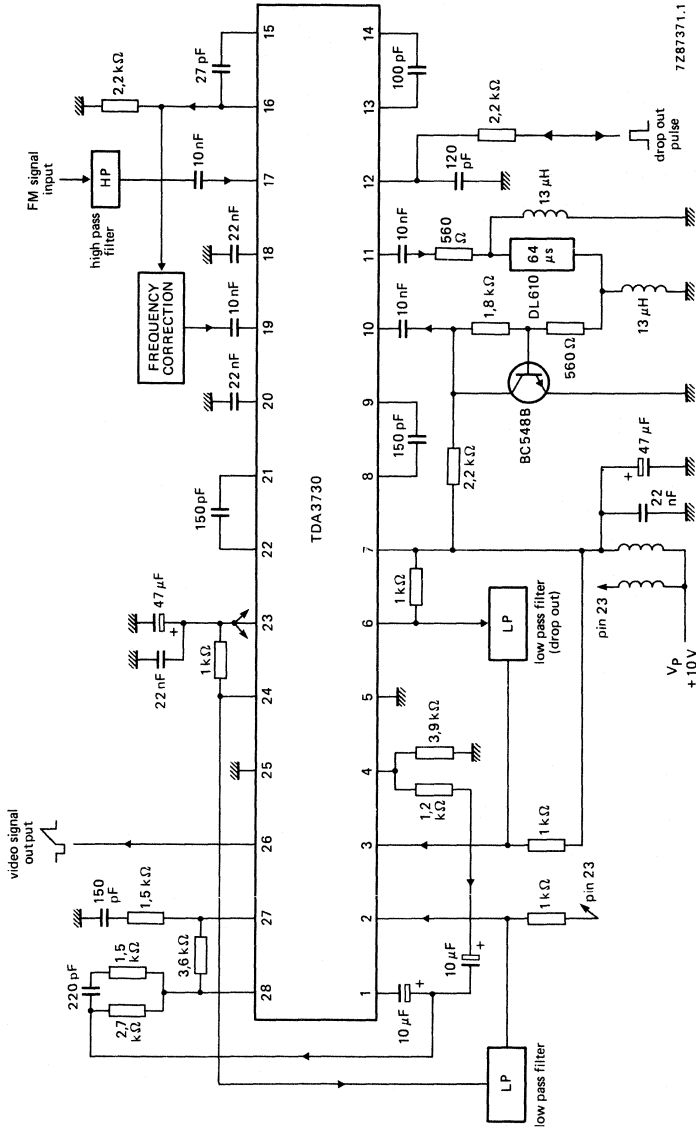 video signal
output
FM signal
input
HP
high pass
filter
FREQUENCY
CORRECTION
2,2 kΩ
27 pF
10 nF
22 nF
10 nF
22 nF
150 pF
47 µF
+
22 nF
1 kΩ
150
pF
1,5 kΩ
3,6 kΩ
220 pF
1,5
kΩ
2,7
kΩ
28
27
26
25
24
23
22
21
20
19
18
17
16
15
TDA3730
1
2
3
4
5
6
7
8
9
10
11
12
13
14
10 µF
+
10 µF
+
1,2
kΩ
3,9 kΩ
1 kΩ
LP
low pass filter
(drop out)
1 kΩ
1 kΩ
pin 23
LP
low pass filter
150 pF
2,2 kΩ
10 nF
10 nF
1,8 kΩ
560
Ω
BC548B
560 Ω
DL610
64
µs
13 µH
13 µH
120
pF
2,2 kΩ
drop out
pulse
100 pF
47 µF
+
22
nF
pin 23
VP
+10 V
7Z87371.1